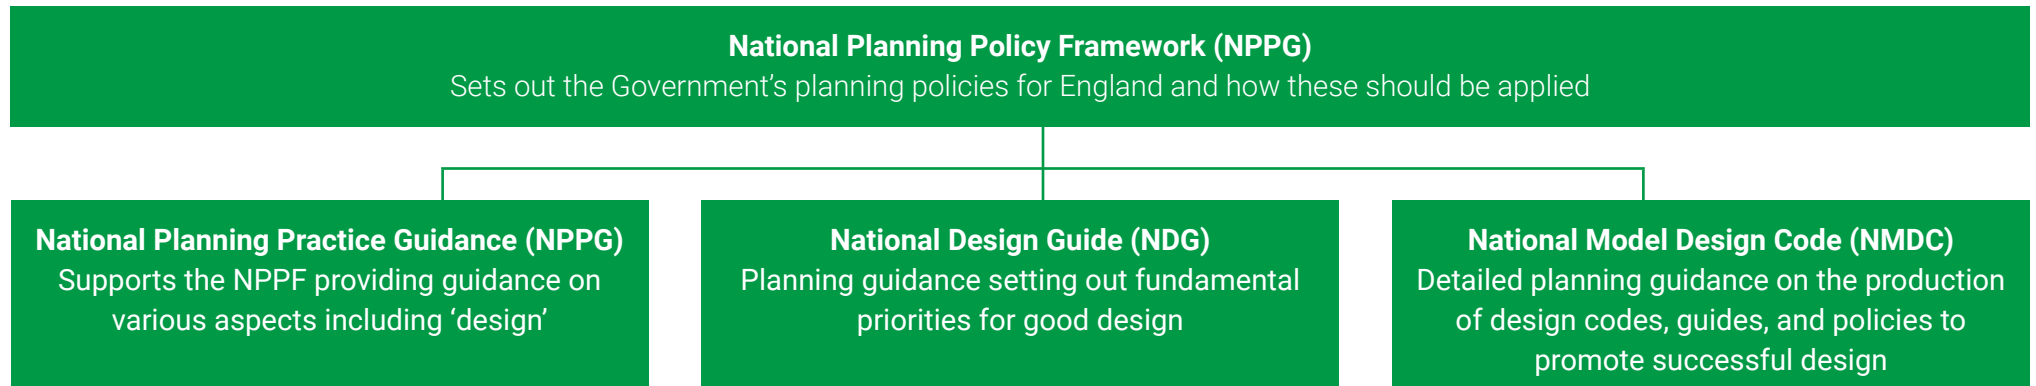 National Planning Policy Framework (NPPG)
Sets out the Government’s planning policies for England and how these should be applied
National Planning Practice Guidance (NPPG)
Supports the NPPF providing guidance on
various aspects including ‘design’
National Design Guide (NDG)
Planning guidance setting out fundamental
priorities for good design
National Model Design Code (NMDC)
Detailed planning guidance on the production
of design codes, guides, and policies to
promote successful design